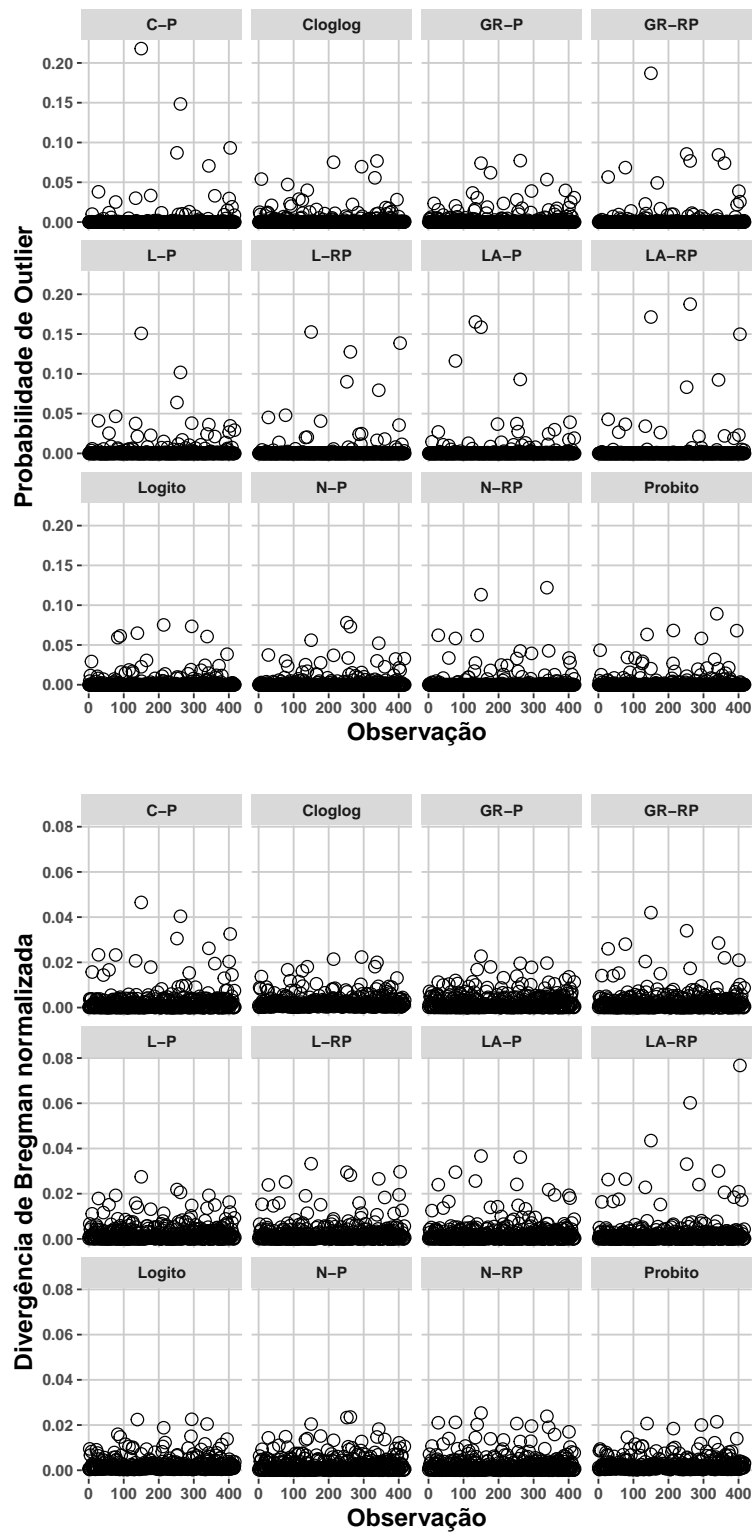 C−P Cloglog GR−P GR−RP
0.20
0.15
0.10
0.05
0.00
L−P L−RP LA−P LA−RP
0.20
0.15
0.10
0.05
0.00
Logito N−P N−RP Probito
0.20
0.15
0.10
0.05
0.00
0 100 200 300 400 0 100 200 300 400 0 100 200 300 400 0 100 200 300 400
Observação
Probabilidade de Outlier
C−P Cloglog GR−P GR−RP
0.08
0.06
0.04
0.02
0.00
L−P L−RP LA−P LA−RP
0.08
0.06
0.04
0.02
0.00
Logito N−P N−RP Probito
0.08
0.06
0.04
0.02
0.00
0 100 200 300 400 0 100 200 300 400 0 100 200 300 400 0 100 200 300 400
Observação
Divergência de Bregman normalizada